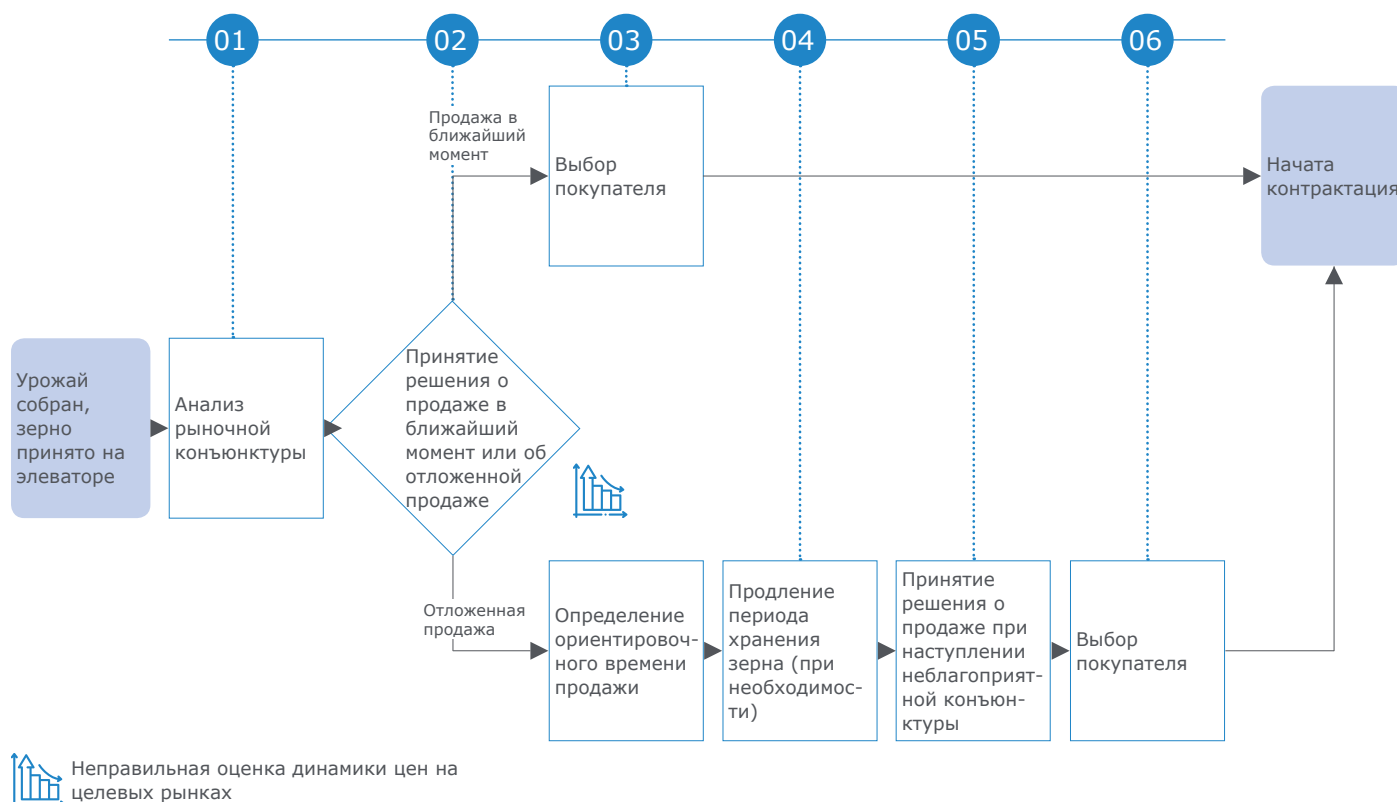 01
02
03
04
05
06
Продажа в
ближайший
момент
Выбор
покупателя
Начата
контрактация
Урожай
собран,
зерно
принято на
элеваторе
Анализ
рыночной
конъюнктуры
Принятие
решения о
продаже в
ближайший
момент или об
отложенной
продаже
Отложенная
продажа
Определение
ориентировоч-
ного времени
продажи
Продление
периода
хранения
зерна (при
необходимос-
ти)
Принятие
решения о
продаже при
наступлении
неблагоприят-
ной конъюн-
ктуры
Выбор
покупателя
Неправильная оценка динамики цен на
целевых рынках